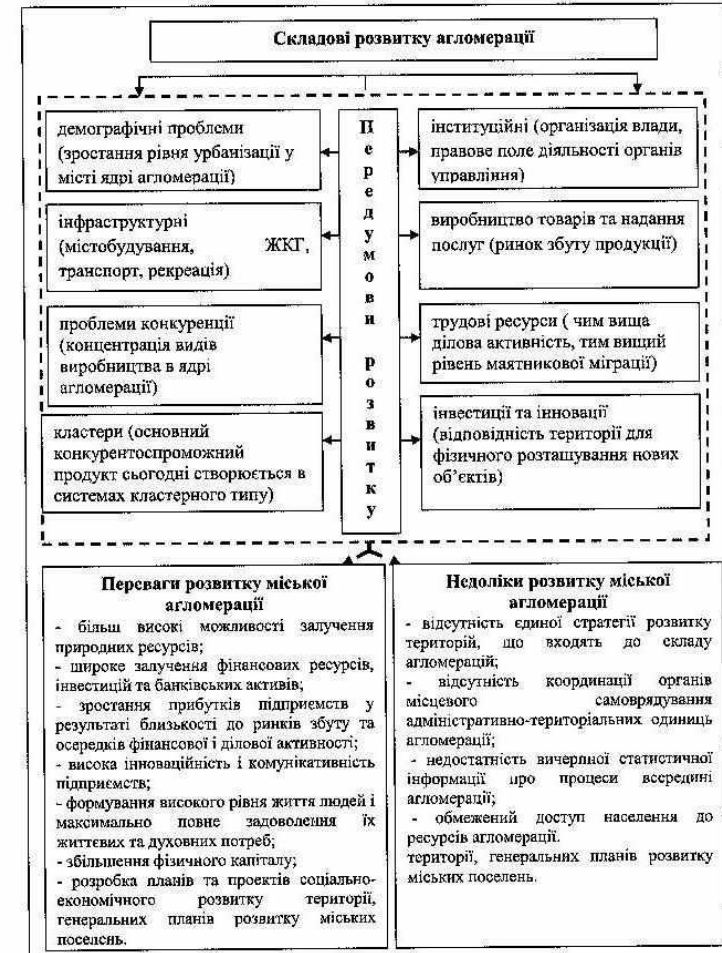 Складові розвитку агломерації
демографічні проблеми
(зростання рівня урбанізації у
місті ядрі агломерації)
інфраструктурні
(містобудування, ЖКГ,
транспорт, рекреація)
проблеми конкуренції
(концентрація видів
виробництва в ядрі
агломерації)
кластери (основний
конкурентоспроможний
продукт сьогодні створюється в
системах кластерного типу)
Передумови розвитку
інституційні (організація влади,
правове поле діяльності органів
управління)
виробництво товарів та надання
послуг (ринок збуту продукції)
трудові ресурси ( чим вища
ділова активність, тим вищий
рівень маятникової міграції)
інвестиції та інновації
(відповідність території для
фізичного розташування нових
об’єктів)
Переваги розвитку міської
агломерації
- більш високі можливості залучення
природних ресурсів;
- широке залучення фінансових ресурсів,
інвестицій та банківських активів;
- зростання прибутків підприємств у
результаті близькості до ринків збуту та
осередків фінансової і ділової активності;
- висока інноваційність і комунікативність
підприємств;
- формування високого рівня життя людей і
максимально повне задоволення їх
життєвих та духовних потреб;
- збільшення фізичного капіталу;
- розробка планів та проектів соціально-
економічного розвитку території,
генеральних планів розвитку міських
поселень.
Недоліки розвитку міської
агломерації
- відсутність єдиної стратегії розвитку
територій, що входять до складу
агломерацій;
- відсутність координації органів
місцевого самоврядування
адміністративно-територіальних одиниць
агломерації;
- недостатність вичерпної статистичної
інформації про процеси всередині
агломерації;
- обмежений доступ населення до
ресурсів агломерації.
території, генеральних планів розвитку
міських поселень.